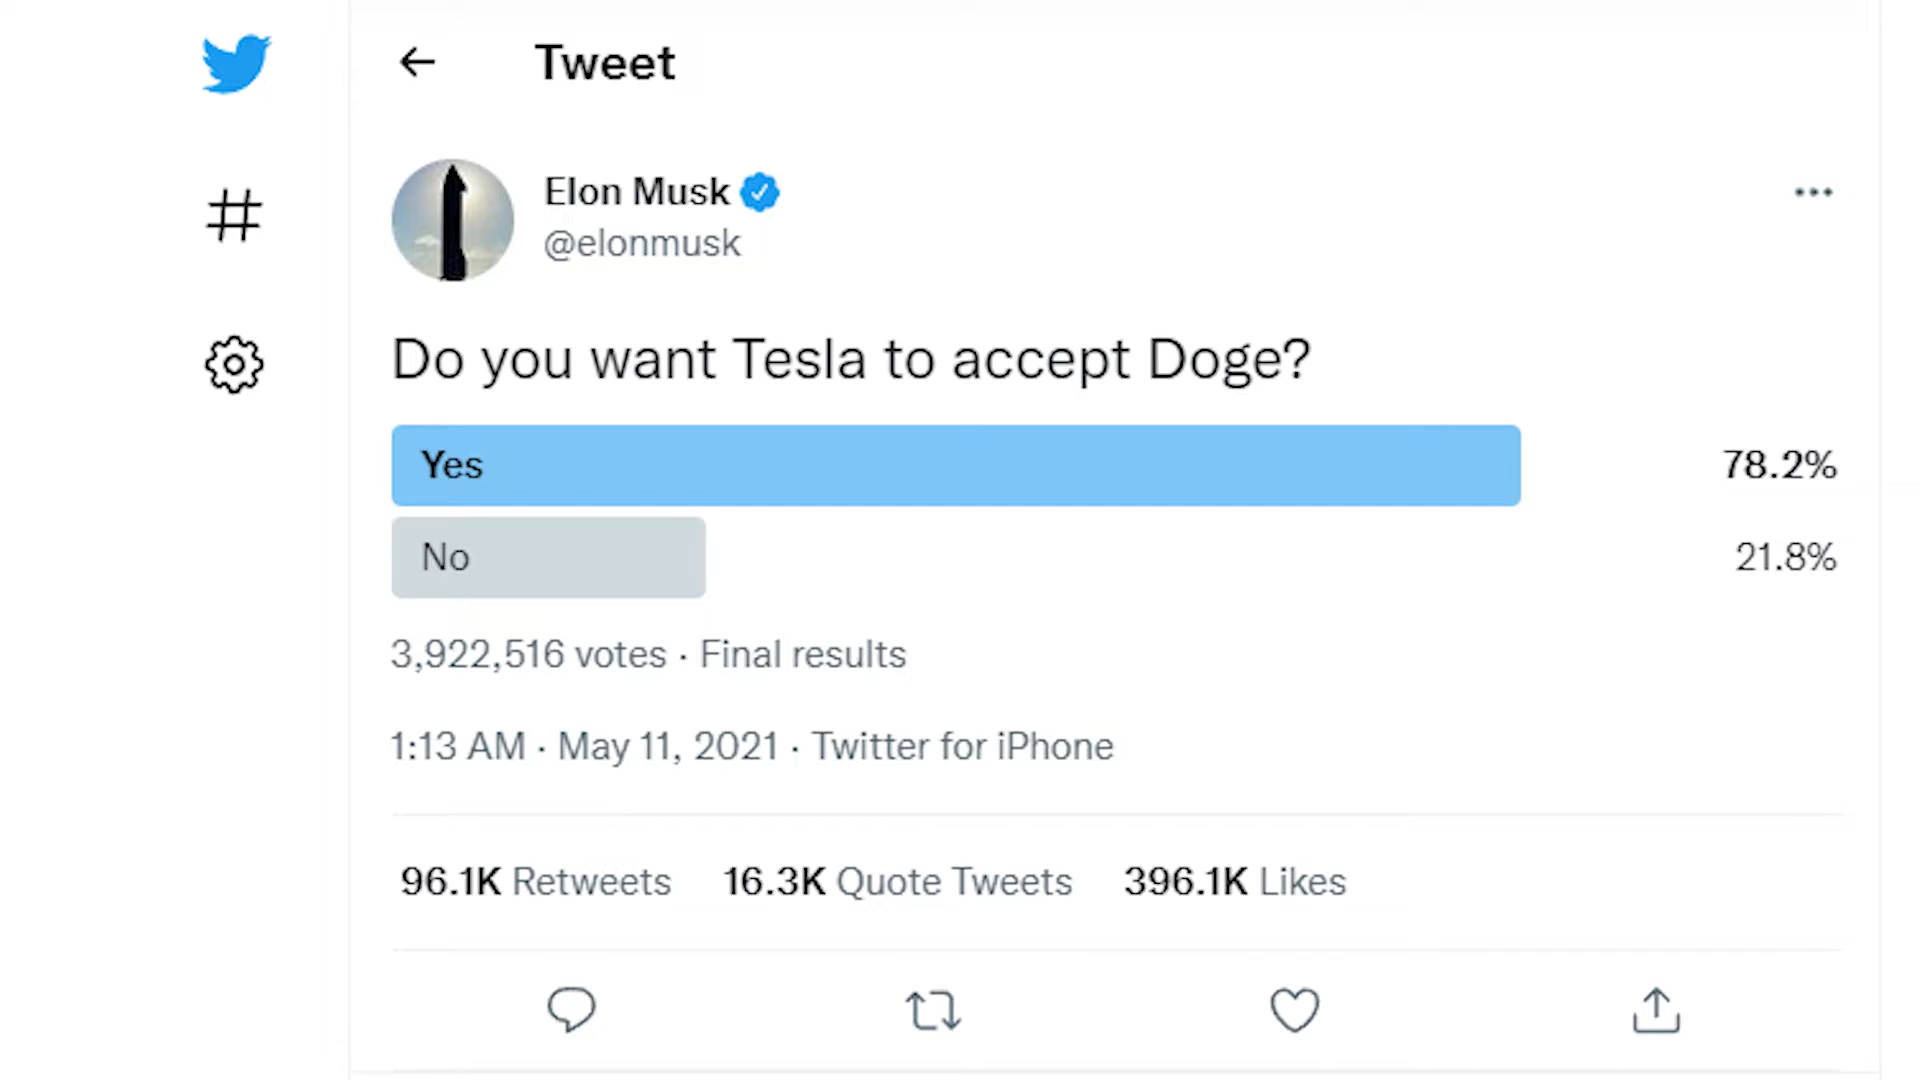 Tweet
Elon Musk
@elonmusk
Do you want Tesla to accept Doge?
Yes 78.2%
No 21.8%
3,922,516 votes · Final results
1:13 AM · May 11, 2021 · Twitter for iPhone
96.1K Retweets 16.3K Quote Tweets 396.1K Likes